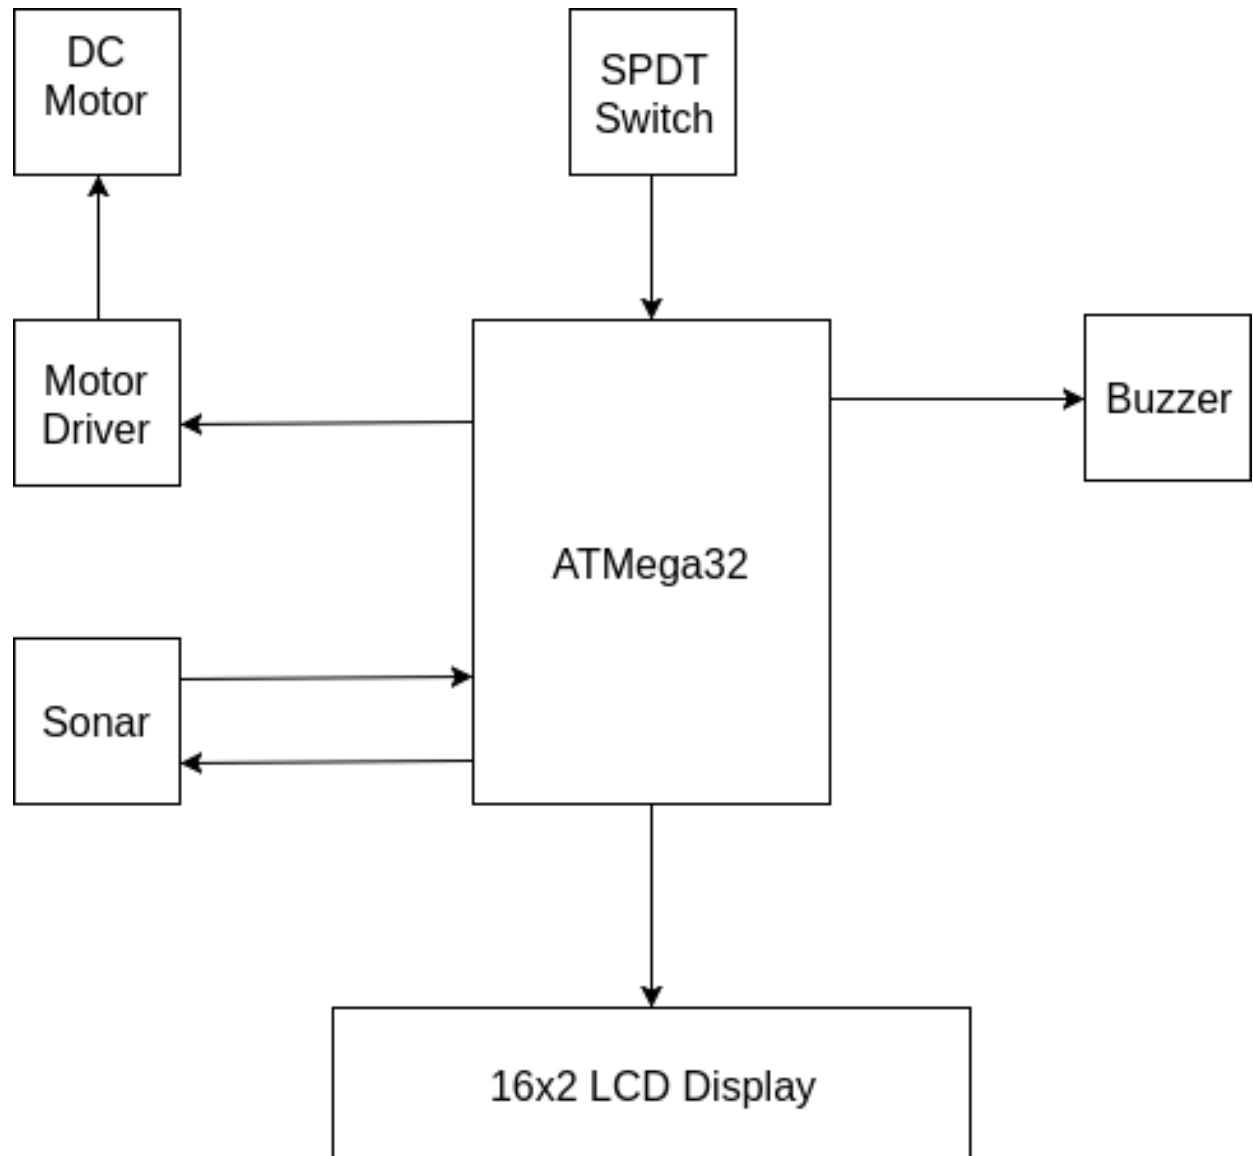 DC
Motor
SPDT
Switch
Motor
Driver
Buzzer
ATMega32
Sonar
16x2 LCD Display